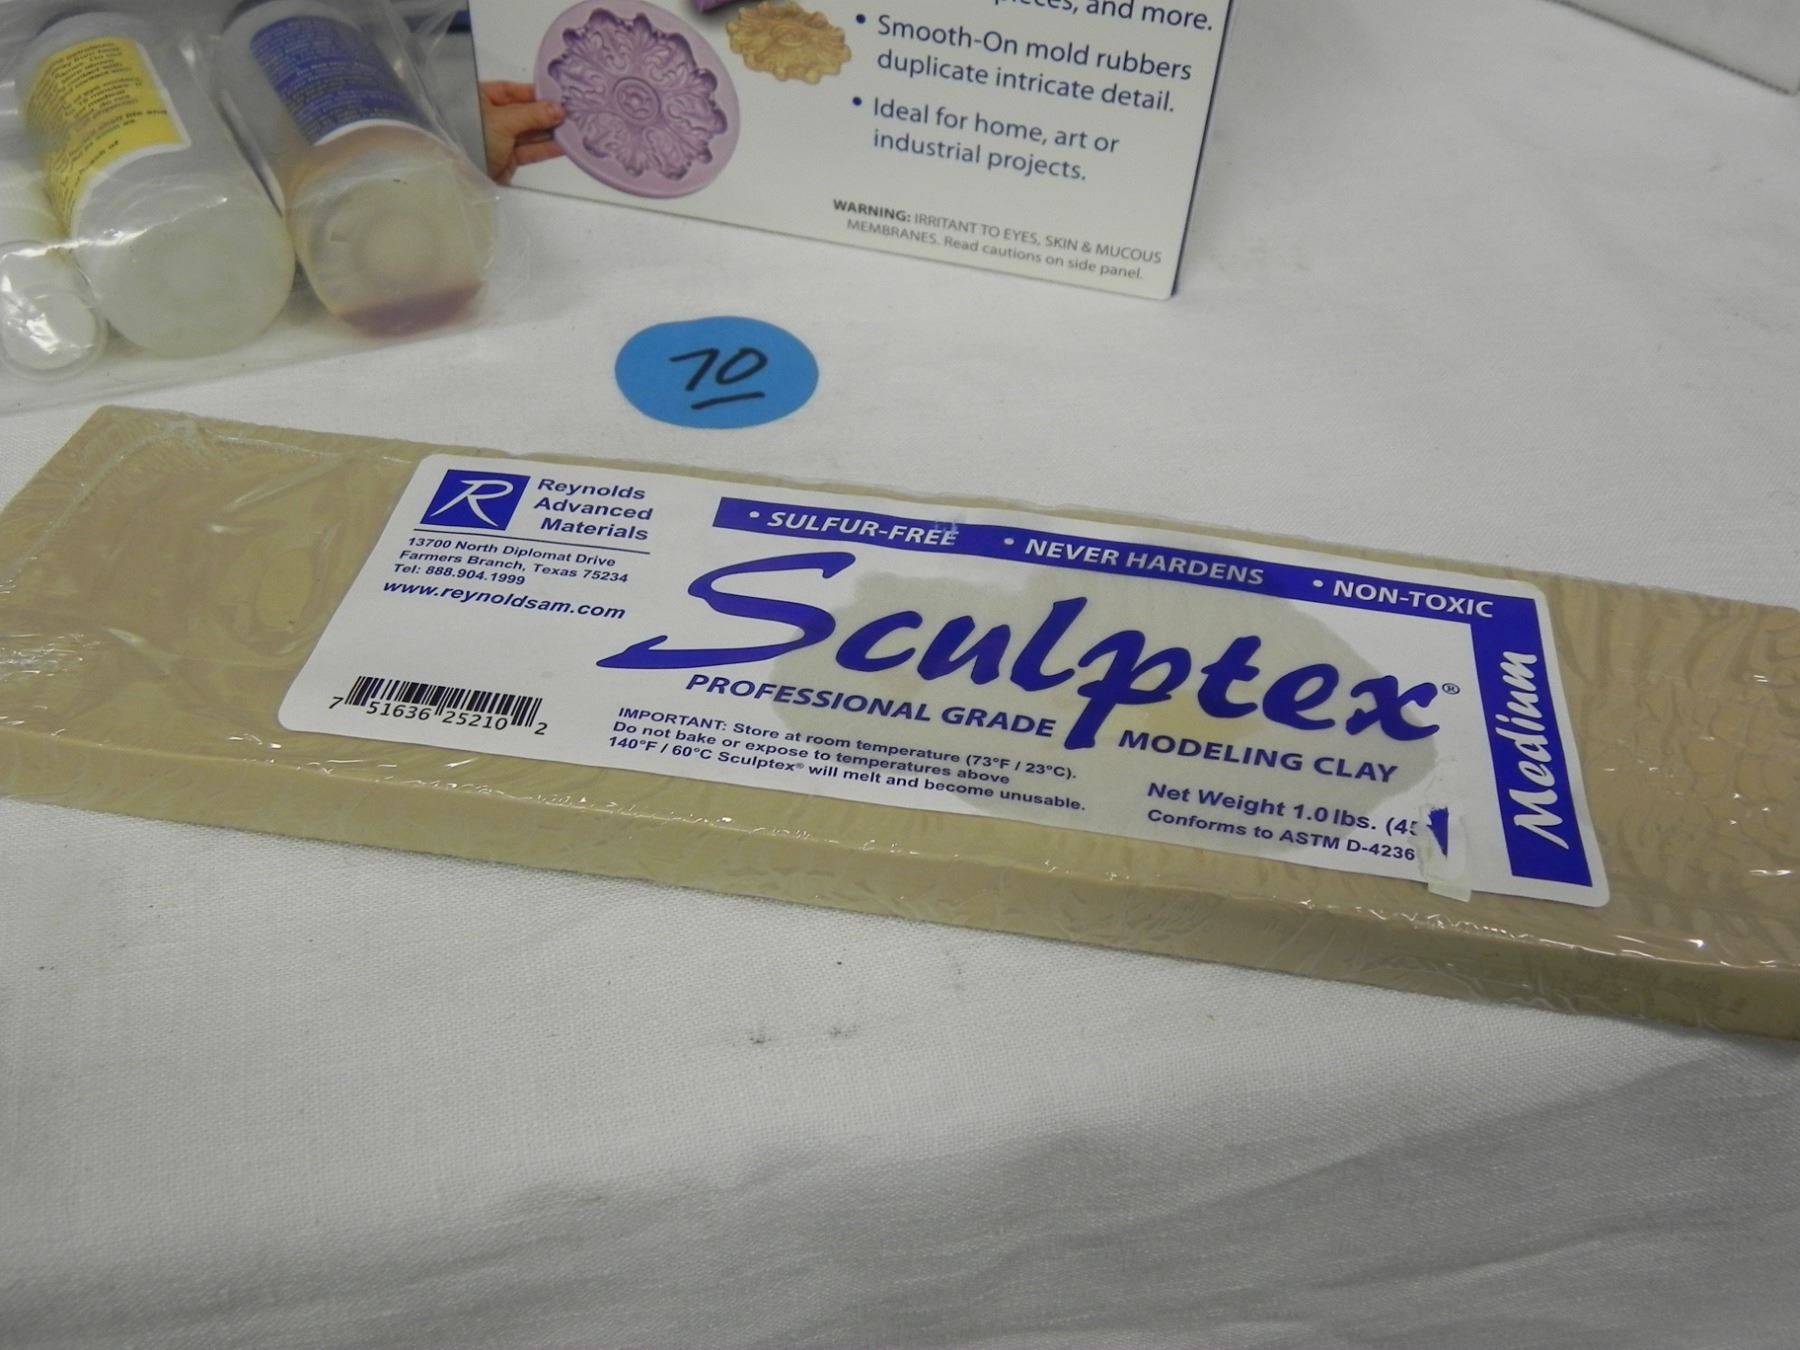 and more.
• Smooth-On mold rubbers
duplicate intricate detail.
• Ideal for home, art or
industrial projects.
WARNING: IRRITANT TO EYES, SKIN & MUCOUS
MEMBRANES. Read cautions on side panel.
70
R
Reynolds
Advanced
Materials
13700 North Diplomat Drive
Farmers Branch, Texas 75234
Tel: 888.904.1999
www.reynoldsam.com
7 51636 25210 2
• SULFUR-FREE • NEVER HARDENS • NON-TOXIC
Sculptex®
PROFESSIONAL GRADE MODELING CLAY
IMPORTANT: Store at room temperature (73°F / 23°C).
Do not bake or expose to temperatures above
140°F / 60°C Sculptex® will melt and become unusable.
Net Weight 1.0 lbs. (45
Conforms to ASTM D-4236
Medium